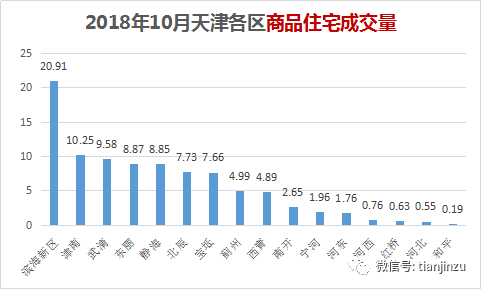 2018年10月天津各区商品住宅成交量
25
20
15
10
5
0
20.91
10.25
9.58
8.87
8.85
7.73
7.66
4.99
4.89
2.65
1.96
1.76
0.76
0.63
0.55
0.19
滨海新区
津南
武清
东丽
静海
北辰
宝坻
蓟州
西青
南开
宁河
河东
河西
红桥
河北
和平
微信号: tianjinzu